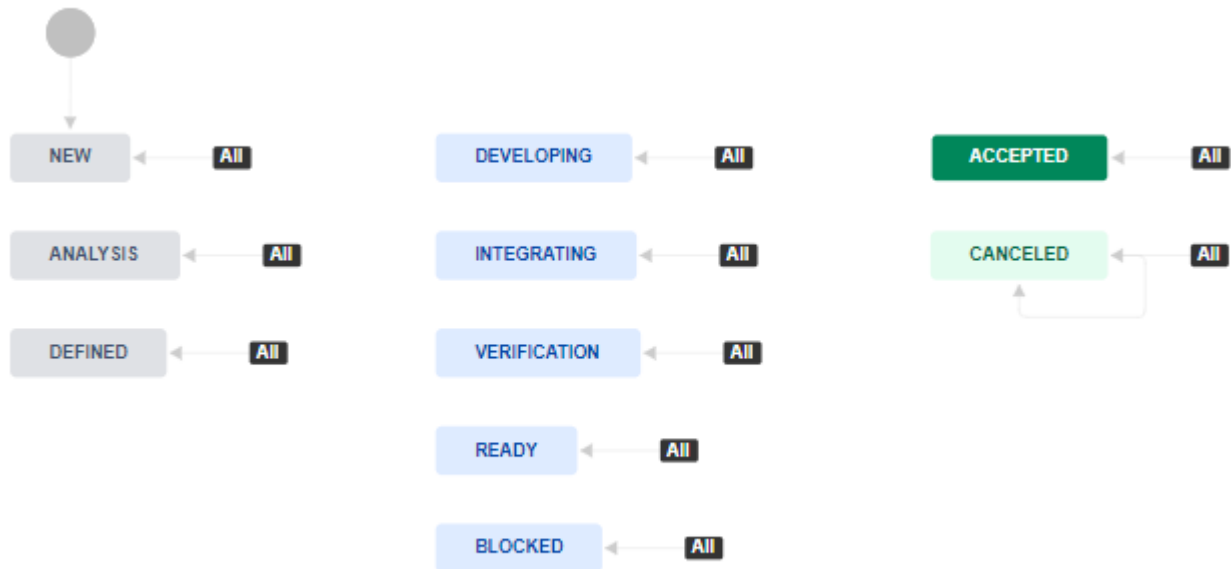 NEW All DEVELOPING All ACCEPTED All
ANALYSIS All INTEGRATING All CANCELED All
DEFINED All VERIFICATION All
READY All
BLOCKED All